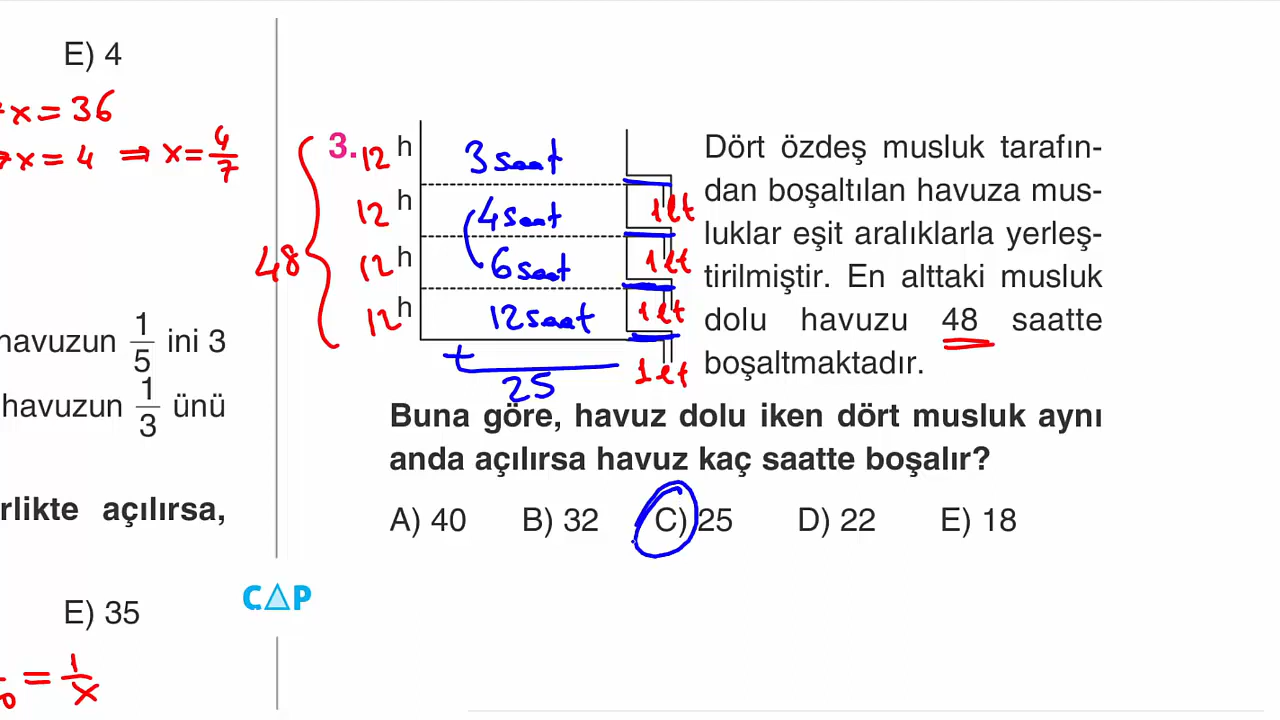 E) 4
x = 36
x = 4 ⇒ x = 4/7
havuzun 1/5 ini 3
havuzun 1/3 ünü
rlikte açılırsa,
E) 35
= 1/x
CAP
3.
12 h 3 saat
12 h 4 saat 1 lt
48 12 h 6 saat 1 lt
12 h 12 saat 1 lt
+ 25 1 lt
Dört özdeş musluk tarafın-
dan boşaltılan havuza mus-
luklar eşit aralıklarla yerleş-
tirilmiştir. En alttaki musluk
dolu havuzu 48 saatte
boşaltmaktadır.
Buna göre, havuz dolu iken dört musluk aynı
anda açılırsa havuz kaç saatte boşalır?
A) 40 B) 32 C) 25 D) 22 E) 18